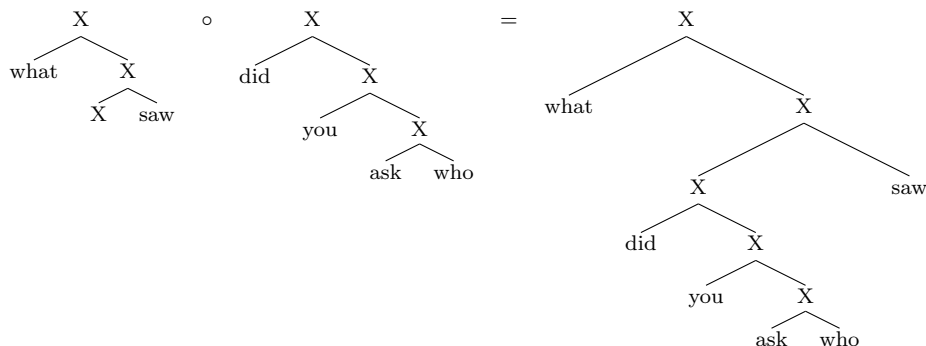 X ∘ X = X
what X did X what X
X saw you X
ask who X saw
did X
you X
ask who